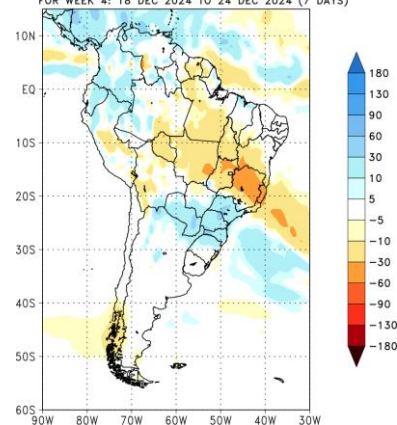 FOR WEEK 4: 18 DEC 2024 TO 24 DEC 2024 (7 DAYS)
10N
EQ
10S
20S
30S
40S
50S
60S
90W 80W 70W 60W 50W 40W 30W
180
130
90
60
30
10
5
-5
-10
-30
-60
-90
-130
-180